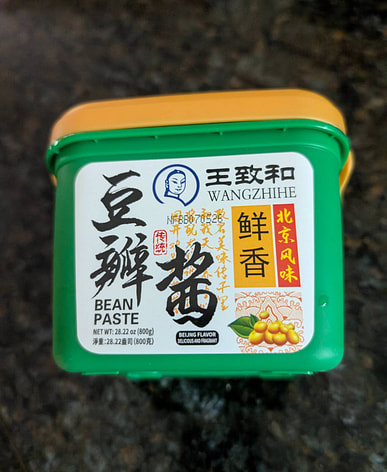 王致和
WANGZHIHE
豆瓣
酱
传统
鲜香
北京风味
BEAN
PASTE
NET WT: 28.22 oz (800g)
淨重:28.22盎司 (800克)
BEIJING FLAVOR
DELICIOUS AND FRAGRANT